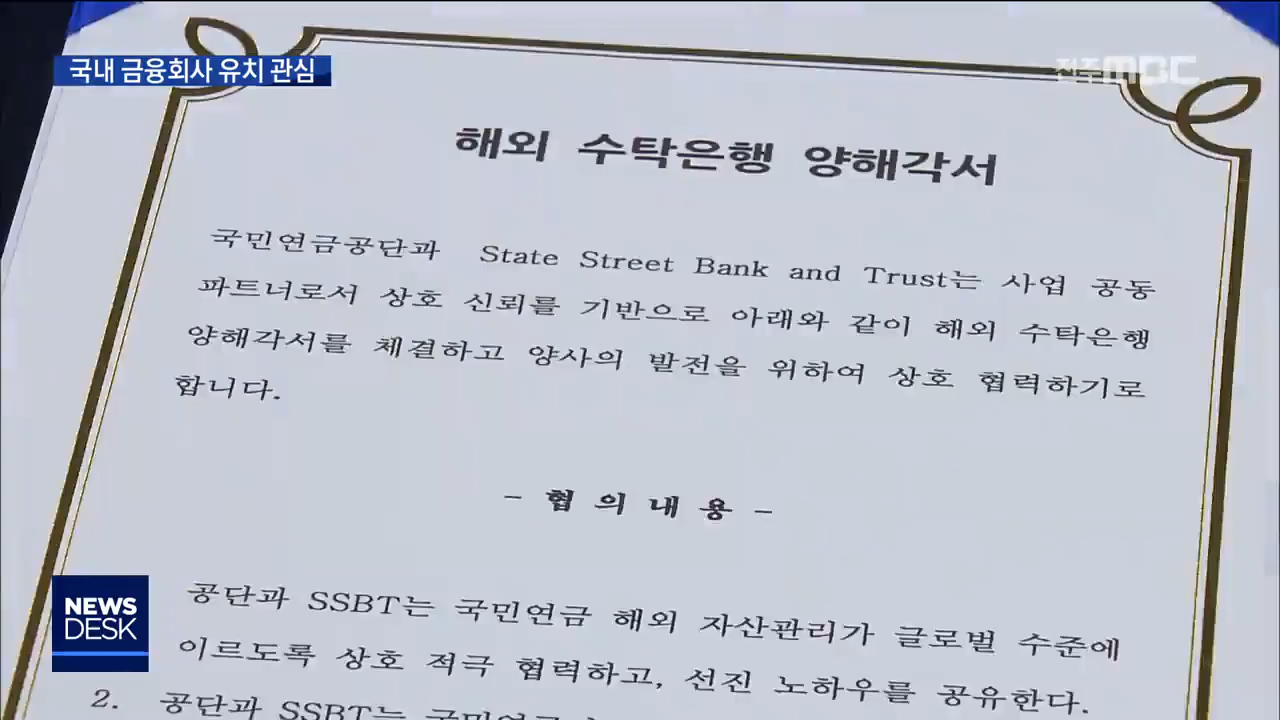 국내 금융회사 유치 관심
전주MBC
해외 수탁은행 양해각서
국민연금공단과 State Street Bank and Trust는 사업 공동
파트너로서 상호 신뢰를 기반으로 아래와 같이 해외 수탁은행
양해각서를 체결하고 양사의 발전을 위하여 상호 협력하기로
합니다.
- 협 의 내 용 -
공단과 SSBT는 국민연금 해외 자산관리가 글로벌 수준에
이르도록 상호 적극 협력하고, 선진 노하우를 공유한다.
2. 공단과 SSBT는 국민연금
NEWS
DESK